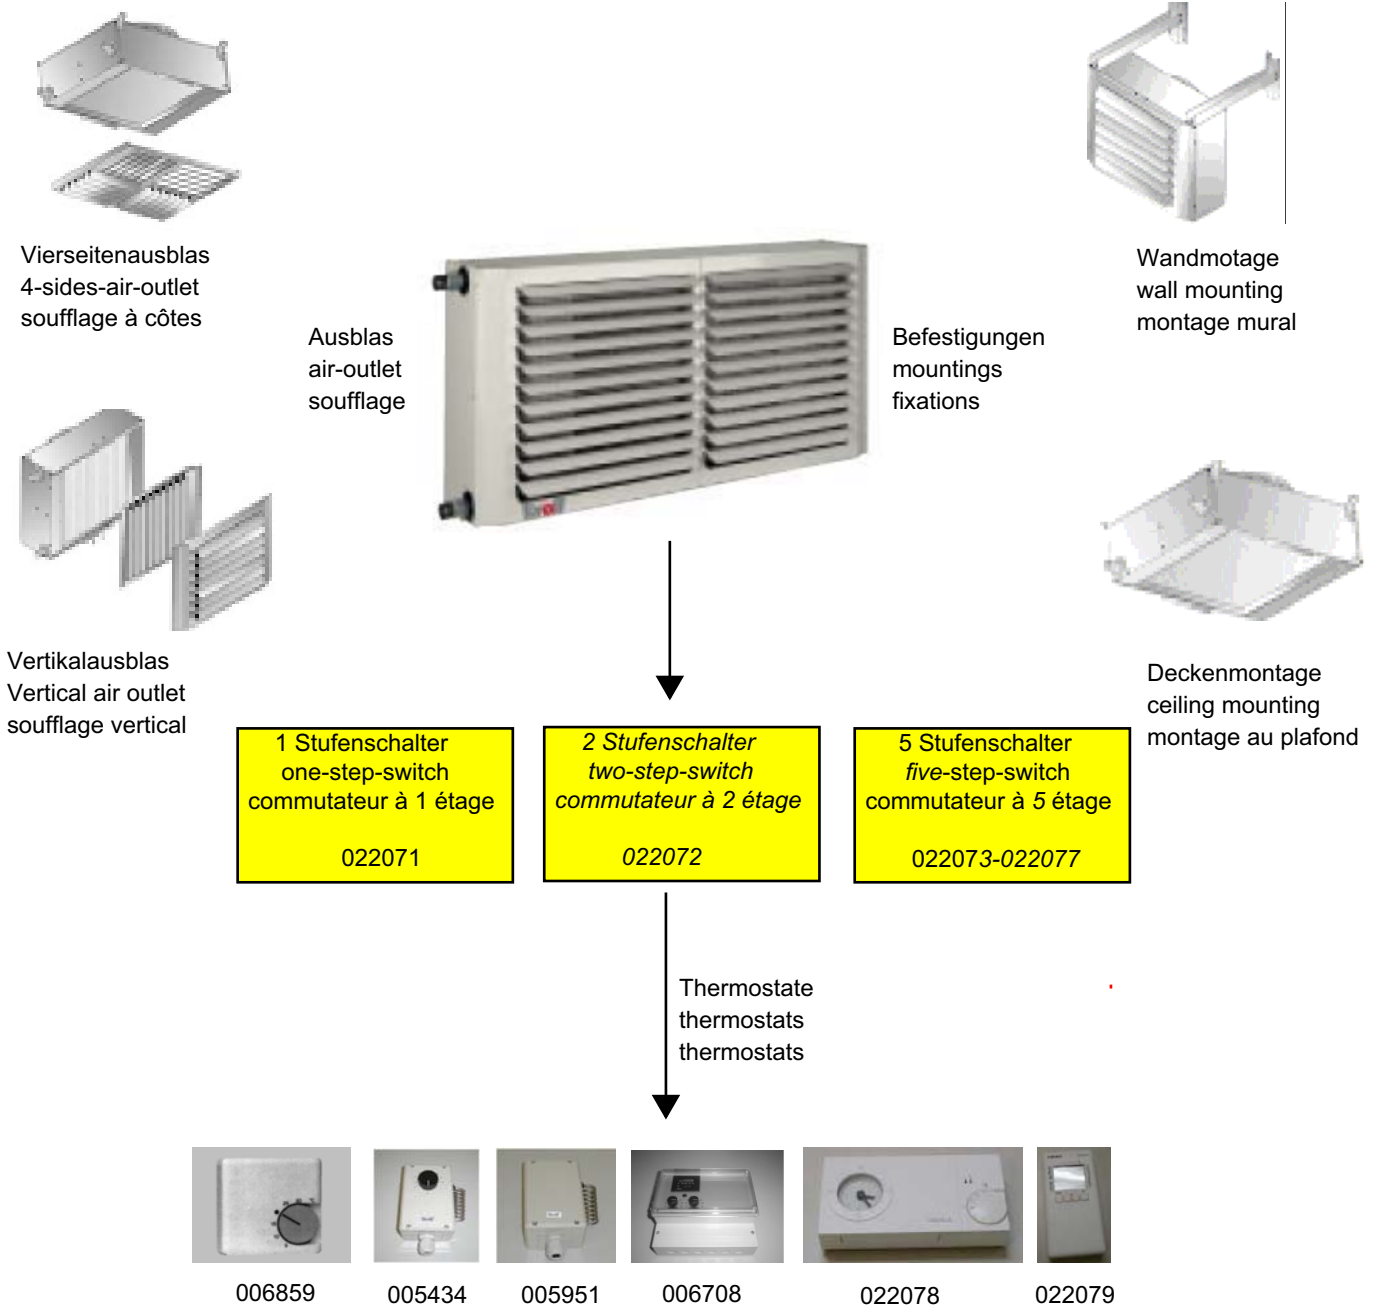 Vierseitenausblas
4-sides-air-outlet
soufflage à côtes
Wandmotage
wall mounting
montage mural
Ausblas
air-outlet
soufflage
Befestigungen
mountings
fixations
Vertikalausblas
Vertical air outlet
soufflage vertical
Deckenmontage
ceiling mounting
montage au plafond
1 Stufenschalter
one-step-switch
commutateur à 1 étage
022071
2 Stufenschalter
two-step-switch
commutateur à 2 étage
022072
5 Stufenschalter
five-step-switch
commutateur à 5 étage
022073-022077
Thermostate
thermostats
thermostats
006859
005434
005951
006708
022078
022079